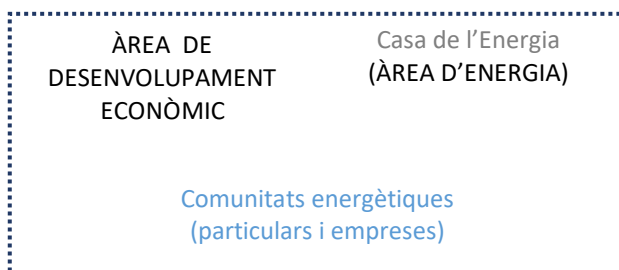 ÀREA DE
DESENVOLUPAMENT
ECONÒMIC
Casa de l’Energia
(ÀREA D’ENERGIA)
Comunitats energètiques
(particulars i empreses)